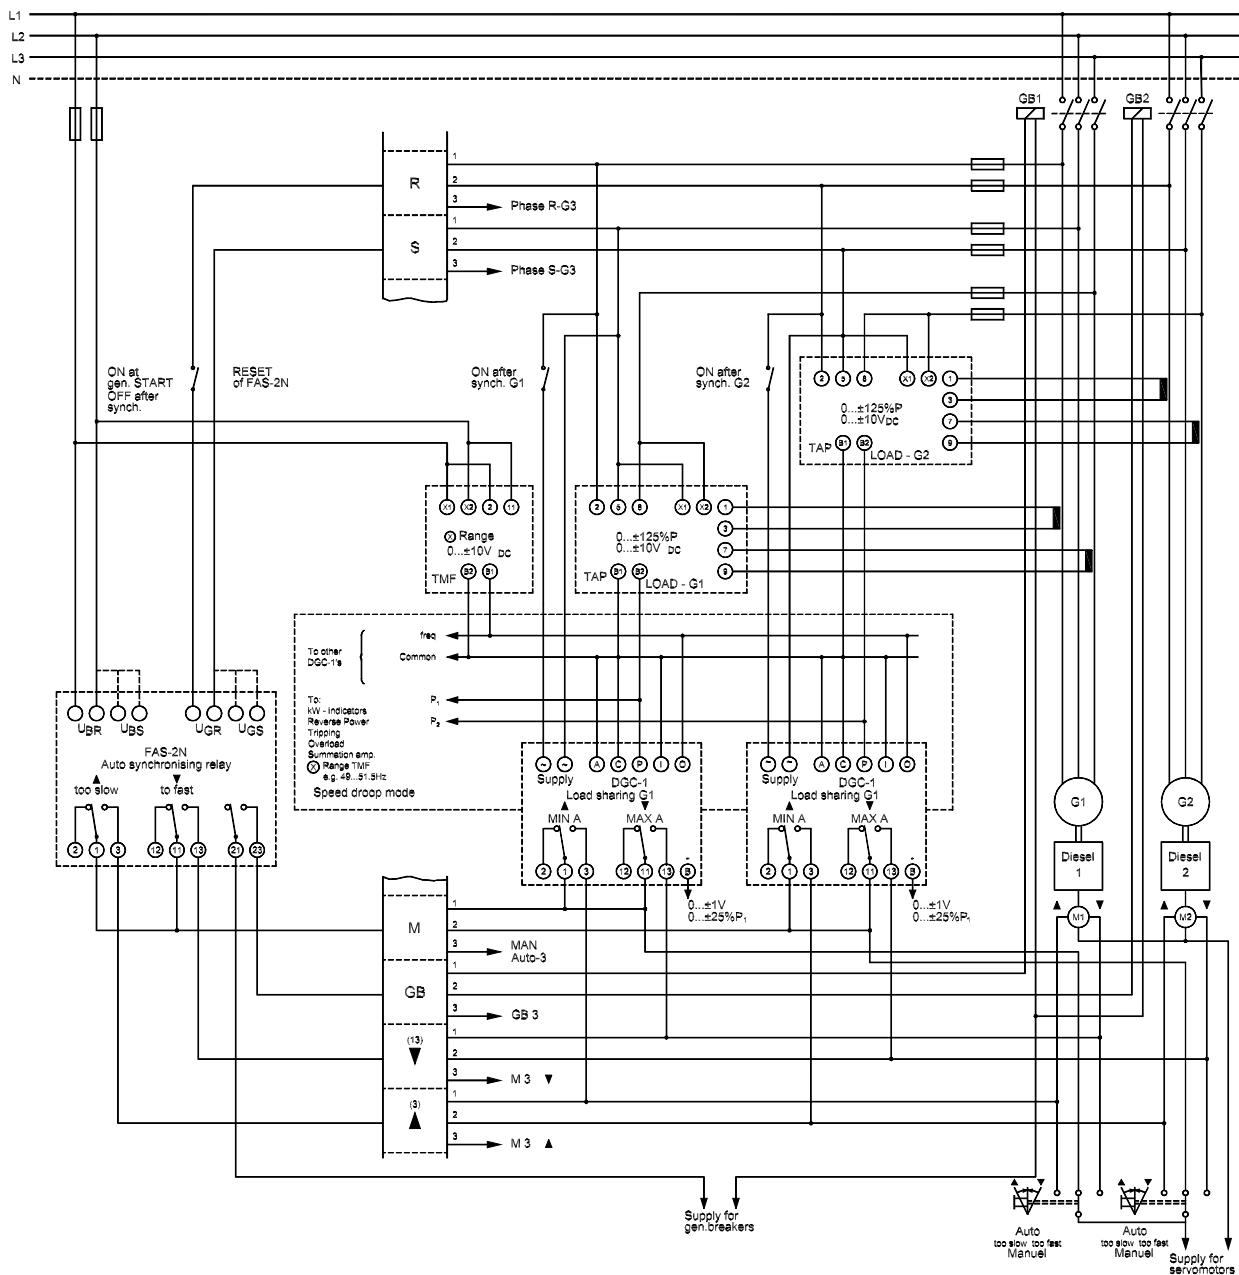 L1
L2
L3
N
GB1
GB2
R
1
2
3
Phase R-G3
S
1
2
3
Phase S-G3
ON at
gen. START
OFF after
synch.
RESET
of FAS-2N
ON after
synch. G1
ON after
synch. G2
2 5 8 X1 X2 1
3
7
9
0...±125%P
0...±10VDC
TAP B1 B2 LOAD - G2
X1 X2 2 11
X Range
0...±10V DC
TMF B2 B1
2 5 8 X1 X2 1
3
7
9
0...±125%P
0...±10V DC
TAP B1 B2 LOAD - G1
To other
DGC-1's
freq
Common
P1
P2
To:
kW - indicators
Reverse Power
Tripping
Overload
Summation amp.
X Range TMF
e.g. 49...51.5Hz
Speed droop mode
UBR UBS UGR UGS
FAS-2N
Auto synchronising relay
too slow
to fast
2 1 3 12 11 13 21 23
~ ~ A C P I O
Supply
DGC-1
Load sharing G1
MIN A
MAX A
2 1 3 12 11 13 B
-
0...±1V
0...±25%P1
~ ~ A C P I O
Supply
DGC-1
Load sharing G1
MIN A
MAX A
2 1 3 12 11 13 B
-
0...±1V
0...±25%P1
G1
G2
Diesel
1
Diesel
2
M1
M2
M
1
2
3
MAN
Auto-3
GB
1
2
3
GB 3
(13)
1
2
3
M 3 ▼
(3)
1
2
3
M 3 ▲
Supply for
gen.breakers
Auto
too slow too fast
Manuel
Auto
too slow too fast
Manuel
Supply for
servomotors